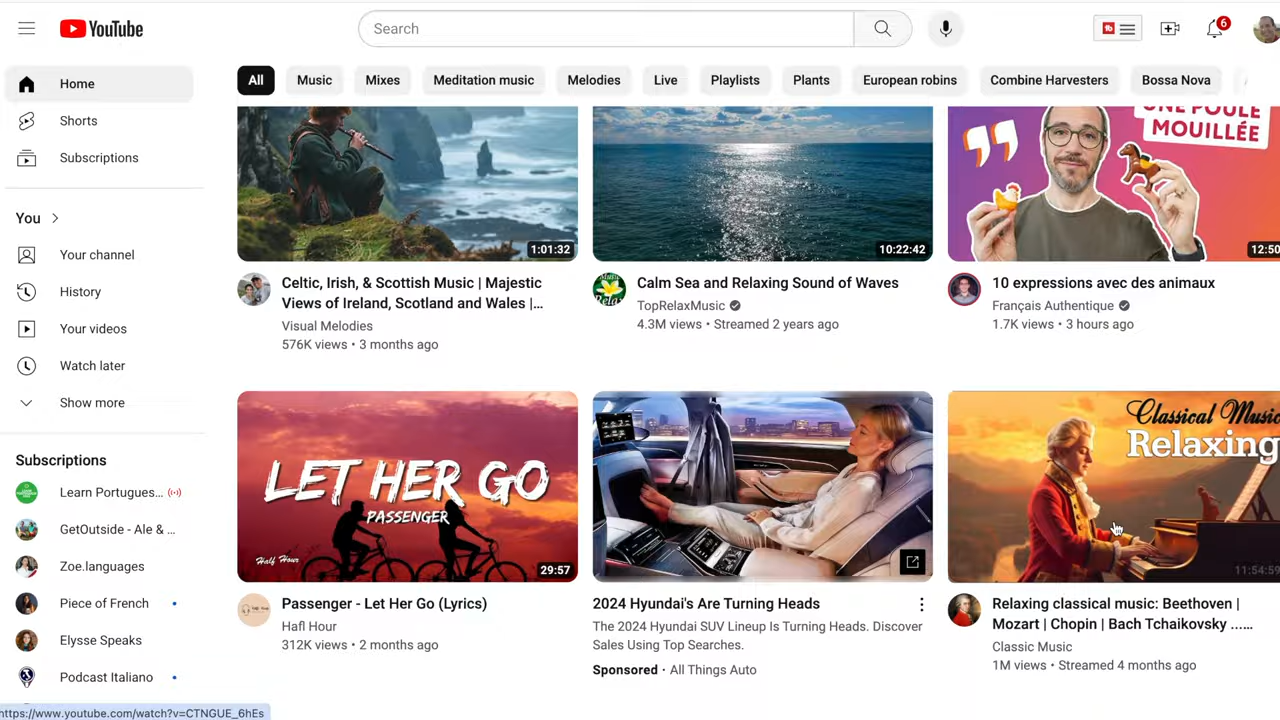 YouTube
Search
6
Home
Shorts
Subscriptions
You
Your channel
History
Your videos
Watch later
Show more
Subscriptions
Learn Portugues...
GetOutside - Ale & ...
Zoe.languages
Piece of French
Elysse Speaks
Podcast Italiano
All
Music
Mixes
Meditation music
Melodies
Live
Playlists
Plants
European robins
Combine Harvesters
Bossa Nova
1:01:32
Celtic, Irish, & Scottish Music | Majestic
Views of Ireland, Scotland and Wales |...
Visual Melodies
576K views • 3 months ago
10:22:42
Calm Sea and Relaxing Sound of Waves
TopRelaxMusic
4.3M views • Streamed 2 years ago
UNE POULE
MOUILLÉE
12:50
10 expressions avec des animaux
Français Authentique
1.7K views • 3 hours ago
LET HER GO
PASSENGER
Half Hour
29:57
Passenger - Let Her Go (Lyrics)
Hafl Hour
312K views • 2 months ago
2024 Hyundai's Are Turning Heads
The 2024 Hyundai SUV Lineup Is Turning Heads. Discover
Sales Using Top Searches.
Sponsored · All Things Auto
Classical Music
Relaxing
11:54:59
Relaxing classical music: Beethoven |
Mozart | Chopin | Bach Tchaikovsky ......
Classic Music
1M views • Streamed 4 months ago
https://www.youtube.com/watch?v=CTNGUE_6hEs